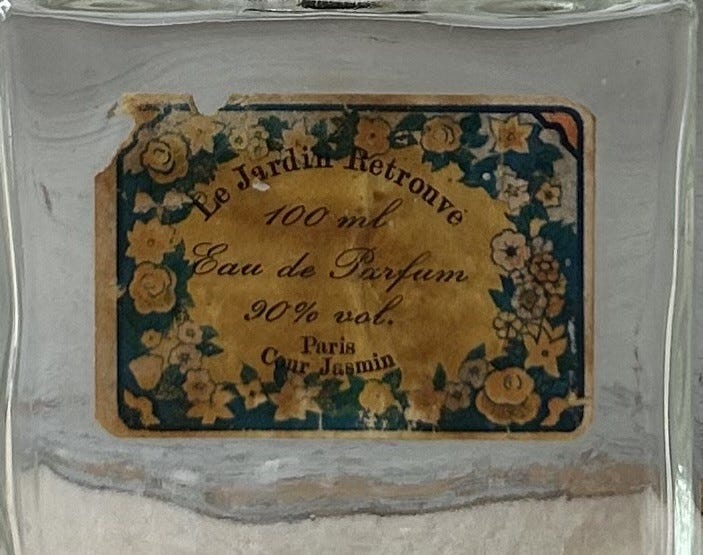 Le Jardin Retrouvé
100 ml
Eau de Parfum
90% vol.
Paris
Cour Jasmin